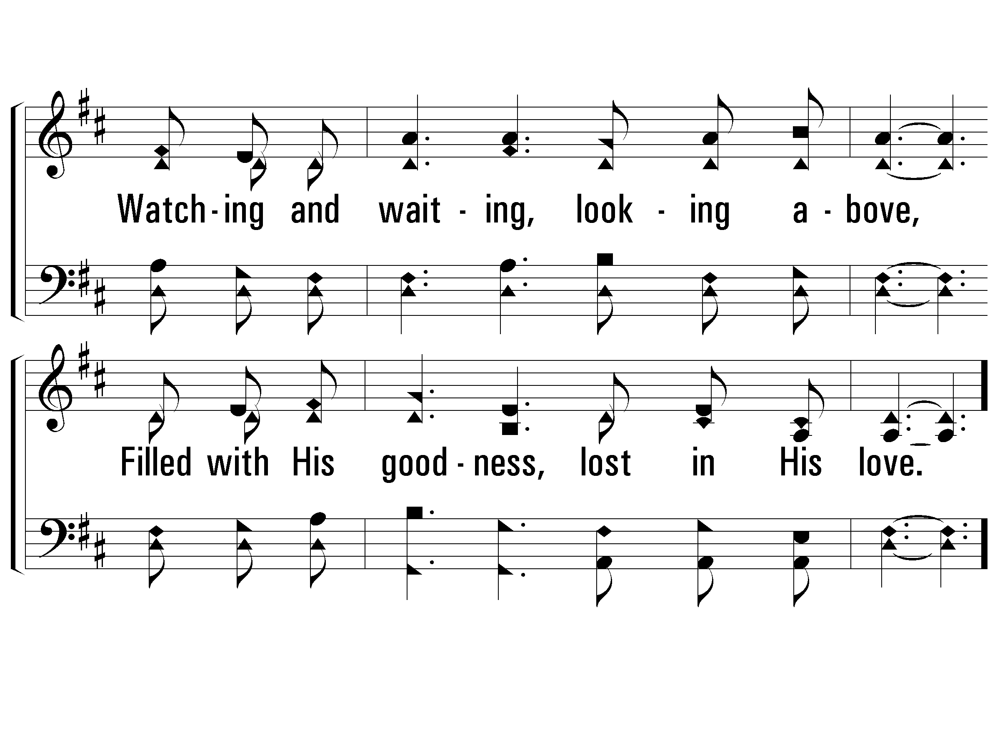 Watch - ing and wait - ing, look - ing a - bove,
Filled with His good - ness, lost in His love.